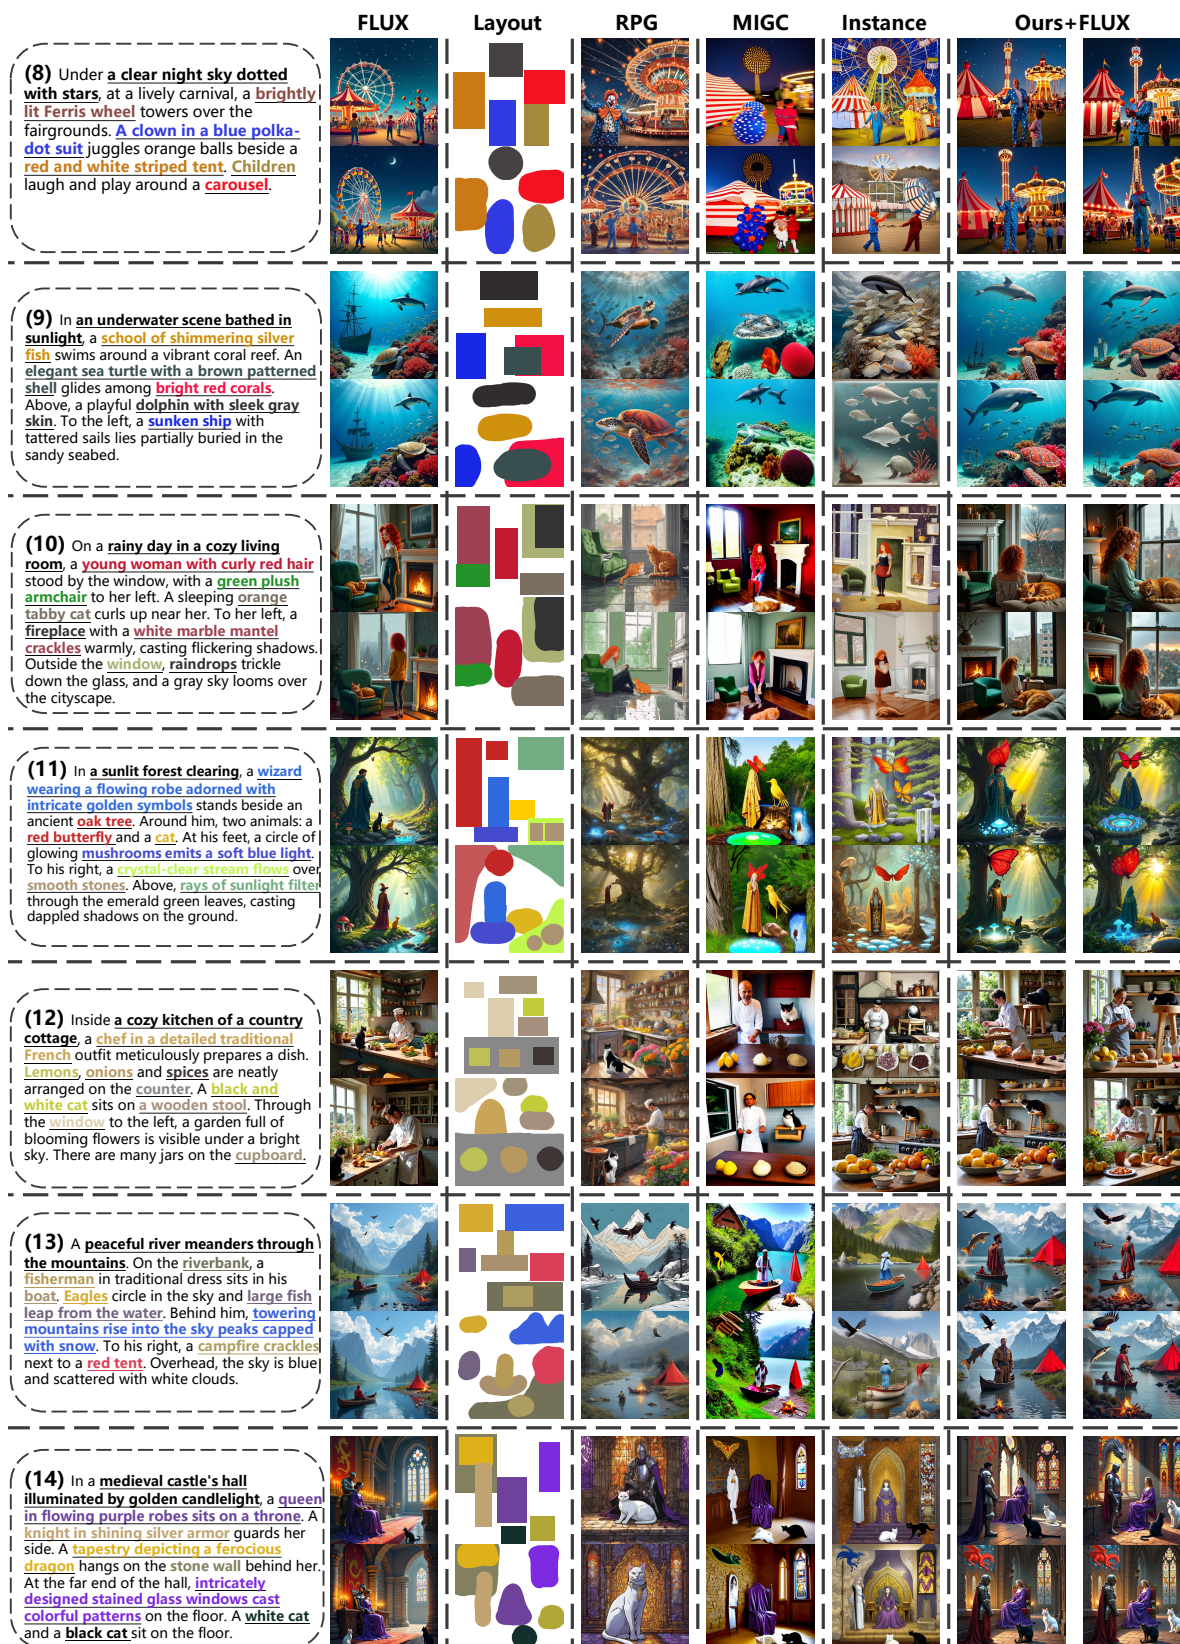 FLUX Layout RPG MIGC Instance Ours+FLUX
(8) Under a clear night sky dotted
with stars, at a lively carnival, a brightly
lit Ferris wheel towers over the
fairgrounds. A clown in a blue polka-
dot suit juggles orange balls beside a
red and white striped tent. Children
laugh and play around a carousel.
(9) In an underwater scene bathed in
sunlight, a school of shimmering silver
fish swims around a vibrant coral reef. An
elegant sea turtle with a brown patterned
shell glides among bright red corals.
Above, a playful dolphin with sleek gray
skin. To the left, a sunken ship with
tattered sails lies partially buried in the
sandy seabed.
(10) On a rainy day in a cozy living
room, a young woman with curly red hair
stood by the window, with a green plush
armchair to her left. A sleeping orange
tabby cat curls up near her. To her left, a
fireplace with a white marble mantel
crackles warmly, casting flickering shadows.
Outside the window, raindrops trickle
down the glass, and a gray sky looms over
the cityscape.
(11) In a sunlit forest clearing, a wizard
wearing a flowing robe adorned with
intricate golden symbols stands beside an
ancient oak tree. Around him, two animals: a
red butterfly and a cat. At his feet, a circle of
glowing mushrooms emits a soft blue light.
To his right, a crystal-clear stream flows over
smooth stones. Above, rays of sunlight filter
through the emerald green leaves, casting
dappled shadows on the ground.
(12) Inside a cozy kitchen of a country
cottage, a chef in a detailed traditional
French outfit meticulously prepares a dish.
Lemons, onions and spices are neatly
arranged on the counter. A black and
white cat sits on a wooden stool. Through
the window to the left, a garden full of
blooming flowers is visible under a bright
sky. There are many jars on the cupboard.
(13) A peaceful river meanders through
the mountains. On the riverbank, a
fisherman in traditional dress sits in his
boat. Eagles circle in the sky and large fish
leap from the water. Behind him, towering
mountains rise into the sky peaks capped
with snow. To his right, a campfire crackles
next to a red tent. Overhead, the sky is blue
and scattered with white clouds.
(14) In a medieval castle's hall
illuminated by golden candlelight, a queen
in flowing purple robes sits on a throne. A
knight in shining silver armor guards her
side. A tapestry depicting a ferocious
dragon hangs on the stone wall behind her.
At the far end of the hall, intricately
designed stained glass windows cast
colorful patterns on the floor. A white cat
and a black cat sit on the floor.